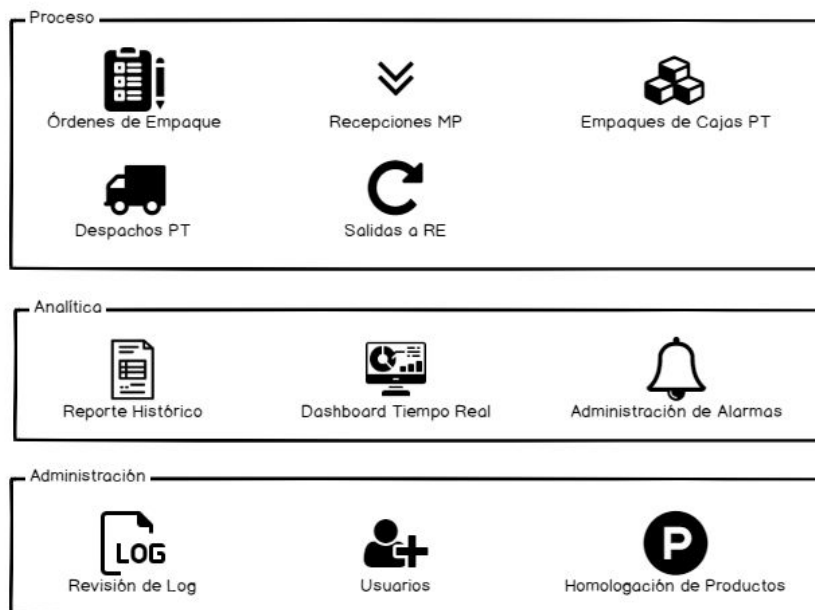 Proceso
Órdenes de Empaque
Recepciones MP
Empaques de Cajas PT
Despachos PT
Salidas a RE
Analítica
Reporte Histórico
Dashboard Tiempo Real
Administración de Alarmas
Administración
LOG
P
Revisión de Log
Usuarios
Homologación de Productos